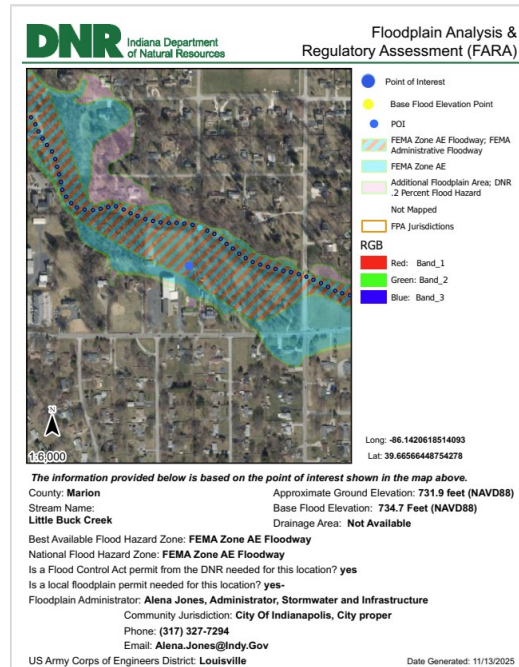 DNR Indiana Department
of Natural Resources
Floodplain Analysis &
Regulatory Assessment (FARA)
Point of Interest
Base Flood Elevation Point
POI
FEMA Zone AE Floodway; FEMA
Administrative Floodway
FEMA Zone AE
Additional Floodplain Area; DNR
.2 Percent Flood Hazard
Not Mapped
FPA Jurisdictions
RGB
Red: Band_1
Green: Band_2
Blue: Band_3
N
1:6,000
Long: -86.1420618514093
Lat: 39.66566448754278
The information provided below is based on the point of interest shown in the map above.
County: Marion
Approximate Ground Elevation: 731.9 feet (NAVD88)
Stream Name:
Little Buck Creek
Base Flood Elevation: 734.7 Feet (NAVD88)
Drainage Area: Not Available
Best Available Flood Hazard Zone: FEMA Zone AE Floodway
National Flood Hazard Zone: FEMA Zone AE Floodway
Is a Flood Control Act permit from the DNR needed for this location? yes
Is a local floodplain permit needed for this location? yes-
Floodplain Administrator: Alena Jones, Administrator, Stormwater and Infrastructure
Community Jurisdiction: City Of Indianapolis, City proper
Phone: (317) 327-7294
Email: Alena.Jones@Indy.Gov
US Army Corps of Engineers District: Louisville
Date Generated: 11/13/2025